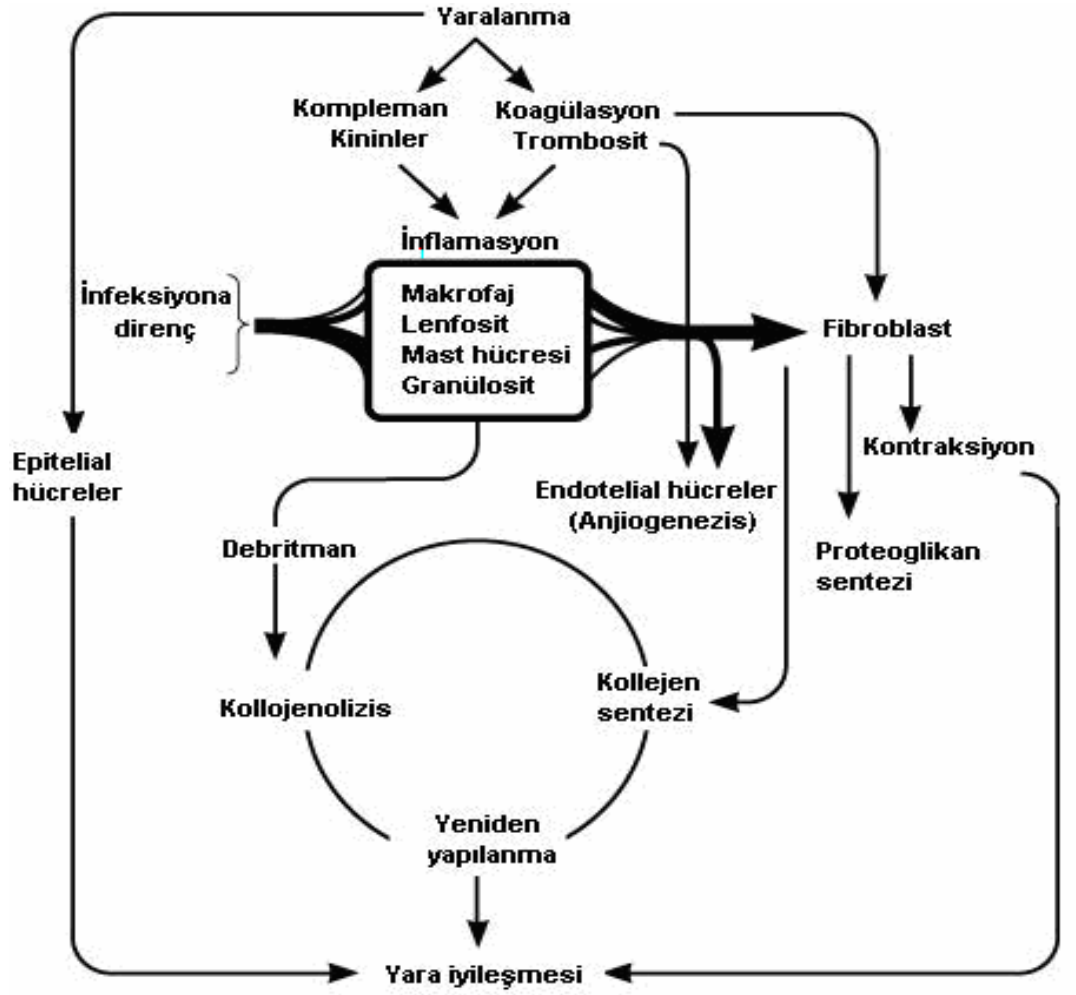 Yaralanma
Kompleman
Kininler
Koagülasyon
Trombosit
İnflamasyon
İnfeksiyona
direnç
Makrofaj
Lenfosit
Mast hücresi
Granülosit
Fibroblast
Kontraksiyon
Epitelial
hücreler
Endotelial hücreler
(Anjiogenezis)
Debritman
Proteoglikan
sentezi
Kollojenolizis
Kollejen
sentezi
Yeniden
yapılanma
Yara iyileşmesi